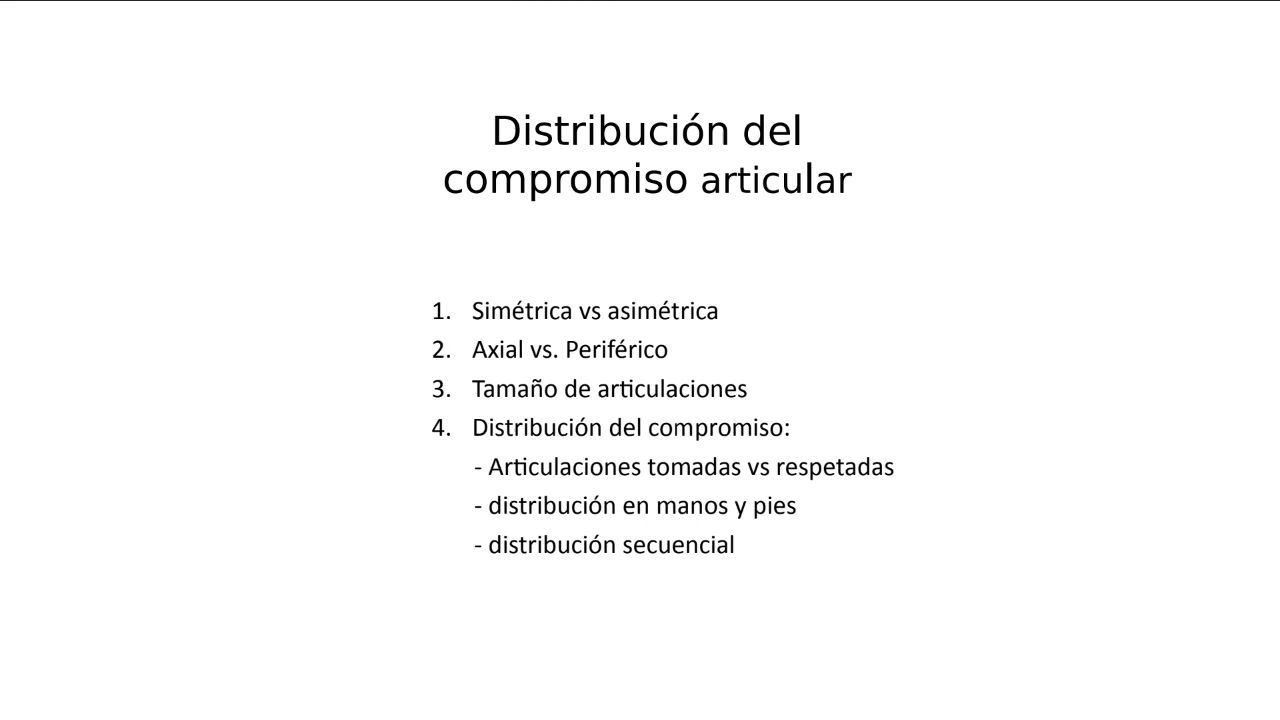 Distribución del
compromiso articular
1. Simétrica vs asimétrica
2. Axial vs. Periférico
3. Tamaño de articulaciones
4. Distribución del compromiso:
- Articulaciones tomadas vs respetadas
- distribución en manos y pies
- distribución secuencial